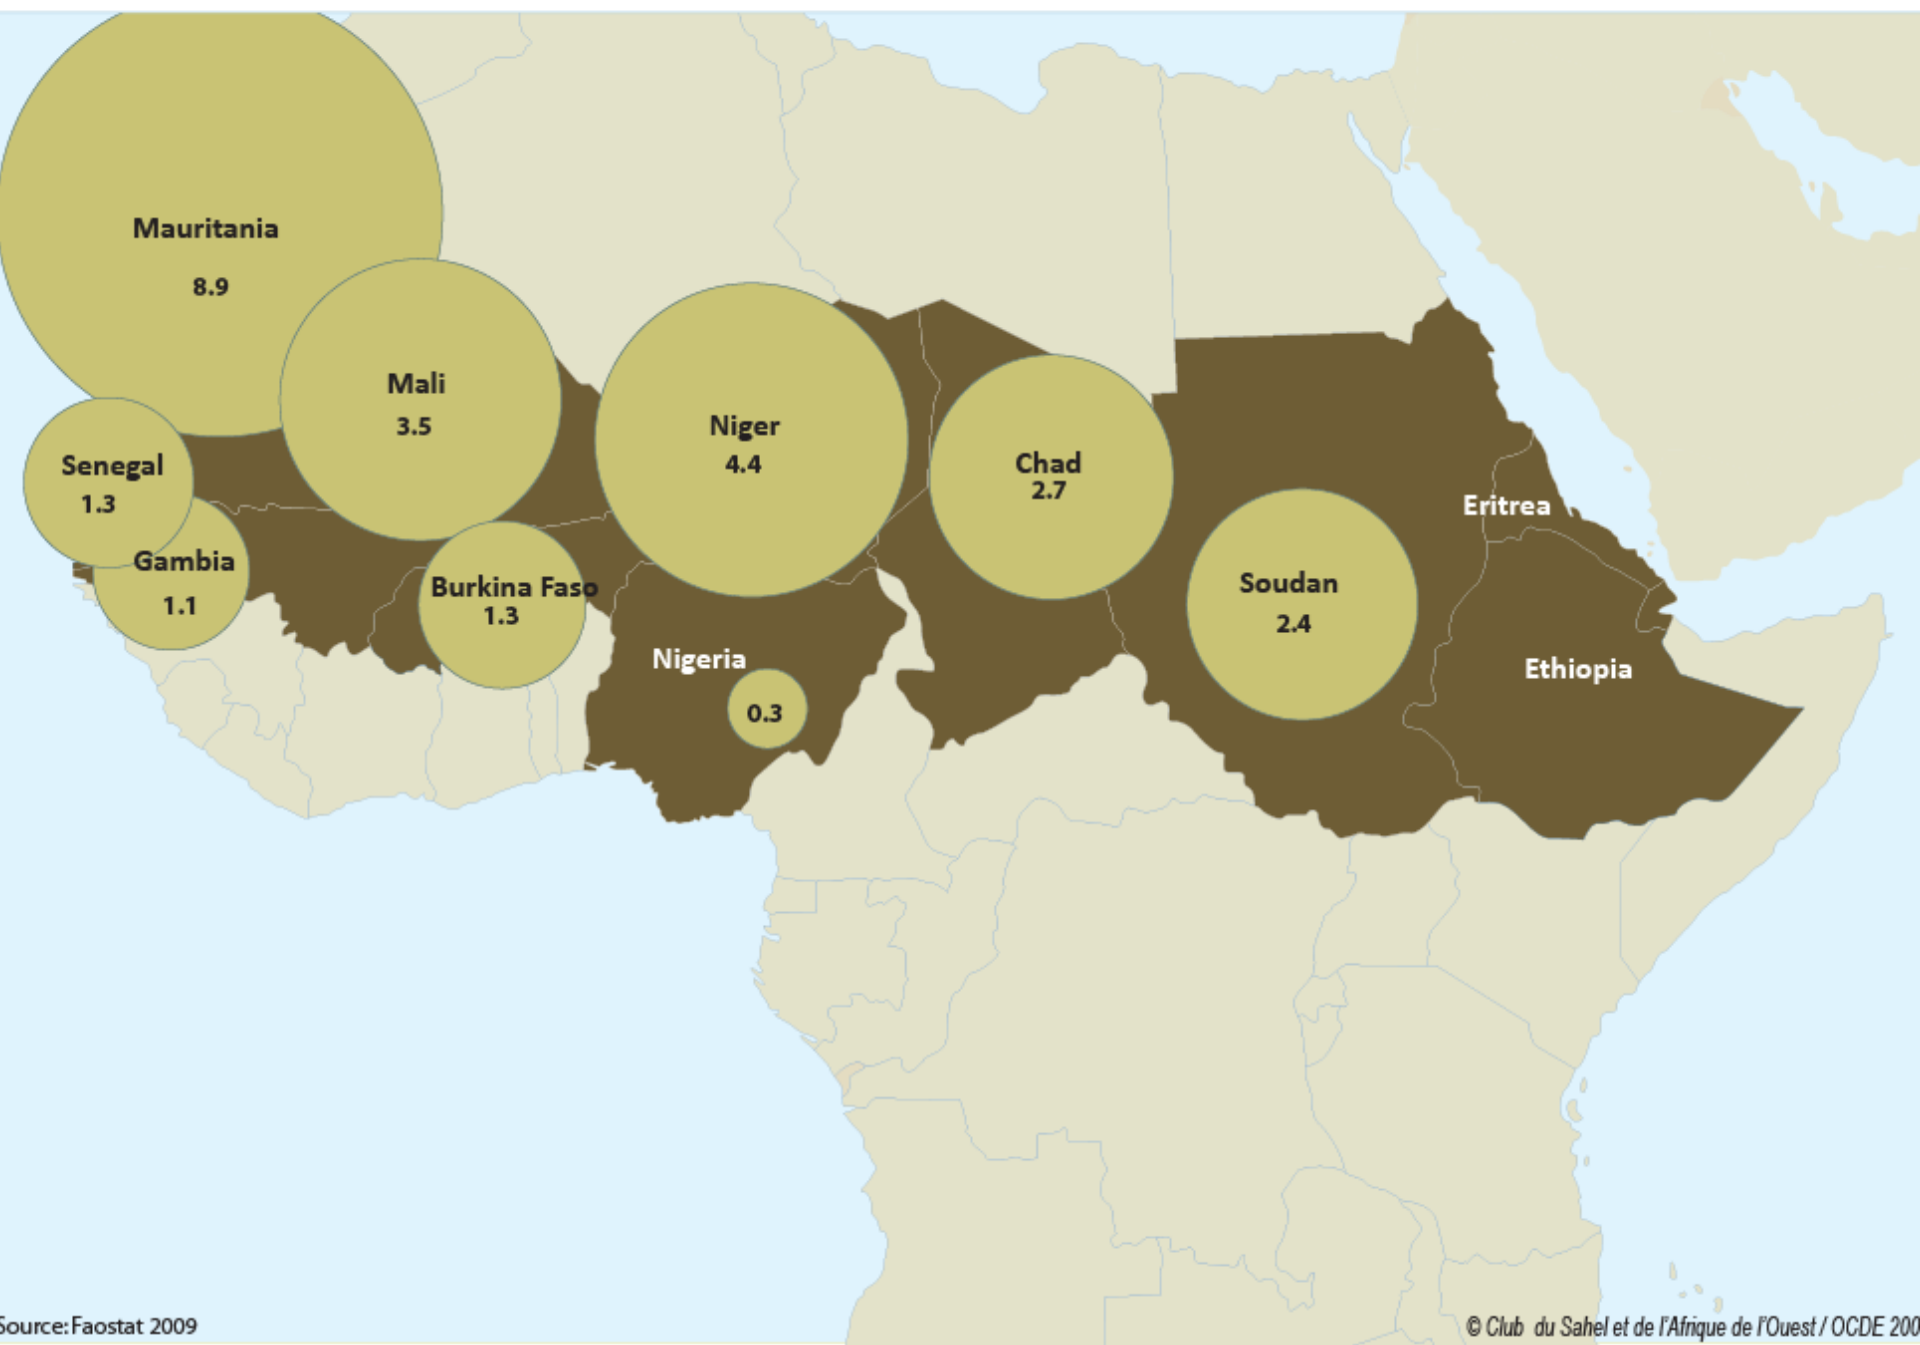 Mauritania
8.9
Mali
3.5
Niger
4.4
Chad
2.7
Senegal
1.3
Gambia
1.1
Burkina Faso
1.3
Nigeria
0.3
Soudan
2.4
Eritrea
Ethiopia
Source: Faostat 2009
© Club du Sahel et de l'Afrique de l'Ouest / OCDE 200